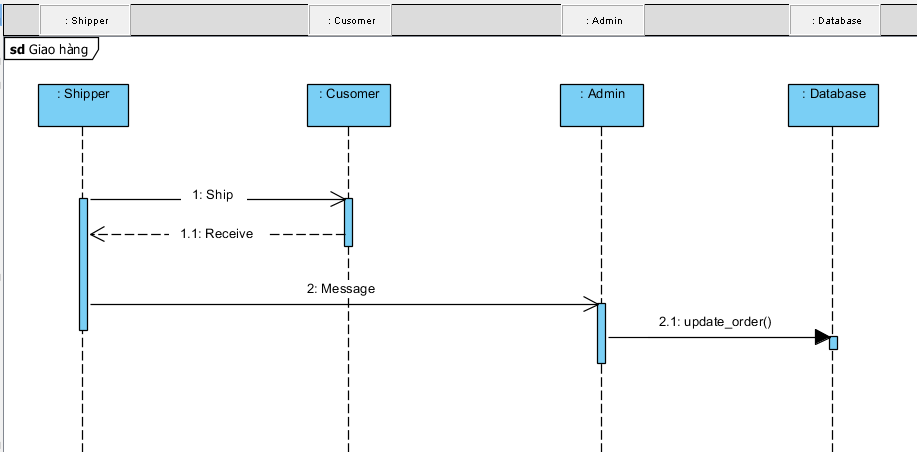 : Shipper
: Cusomer
: Admin
: Database
sd Giao hàng
: Shipper
: Cusomer
: Admin
: Database
1: Ship
1.1: Receive
2: Message
2.1: update_order()